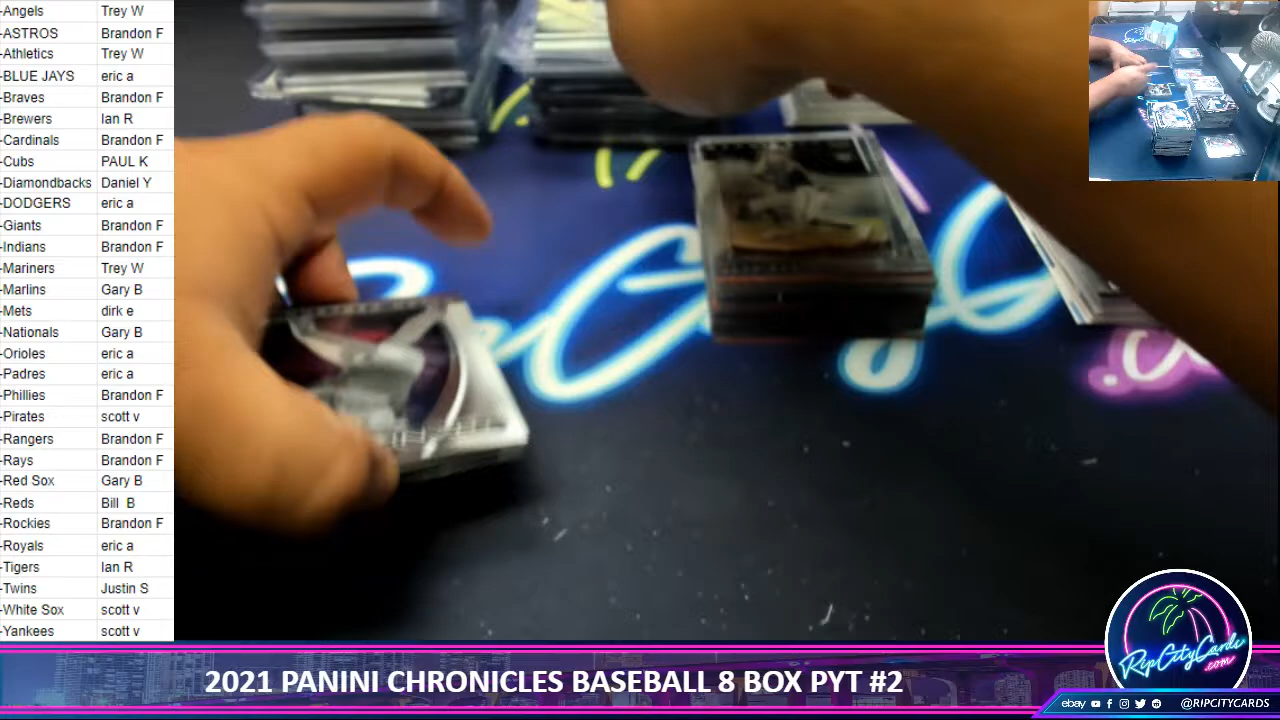 -Angels Trey W
-ASTROS Brandon F
-Athletics Trey W
-BLUE JAYS eric a
-Braves Brandon F
-Brewers Ian R
-Cardinals Brandon F
-Cubs PAUL K
-Diamondbacks Daniel Y
-DODGERS eric a
-Giants Brandon F
-Indians Brandon F
-Mariners Trey W
-Marlins Gary B
-Mets dirk e
-Nationals Gary B
-Orioles eric a
-Padres eric a
-Phillies Brandon F
-Pirates scott v
-Rangers Brandon F
-Rays Brandon F
-Red Sox Gary B
-Reds Bill B
-Rockies Brandon F
-Royals eric a
-Tigers Ian R
-Twins Justin S
-White Sox scott v
-Yankees scott v
RipCityCards
.com
2021 PANINI CHRONICLES BASEBALL 8 BOX PYT #2
ebay @RIPCITYCARDS